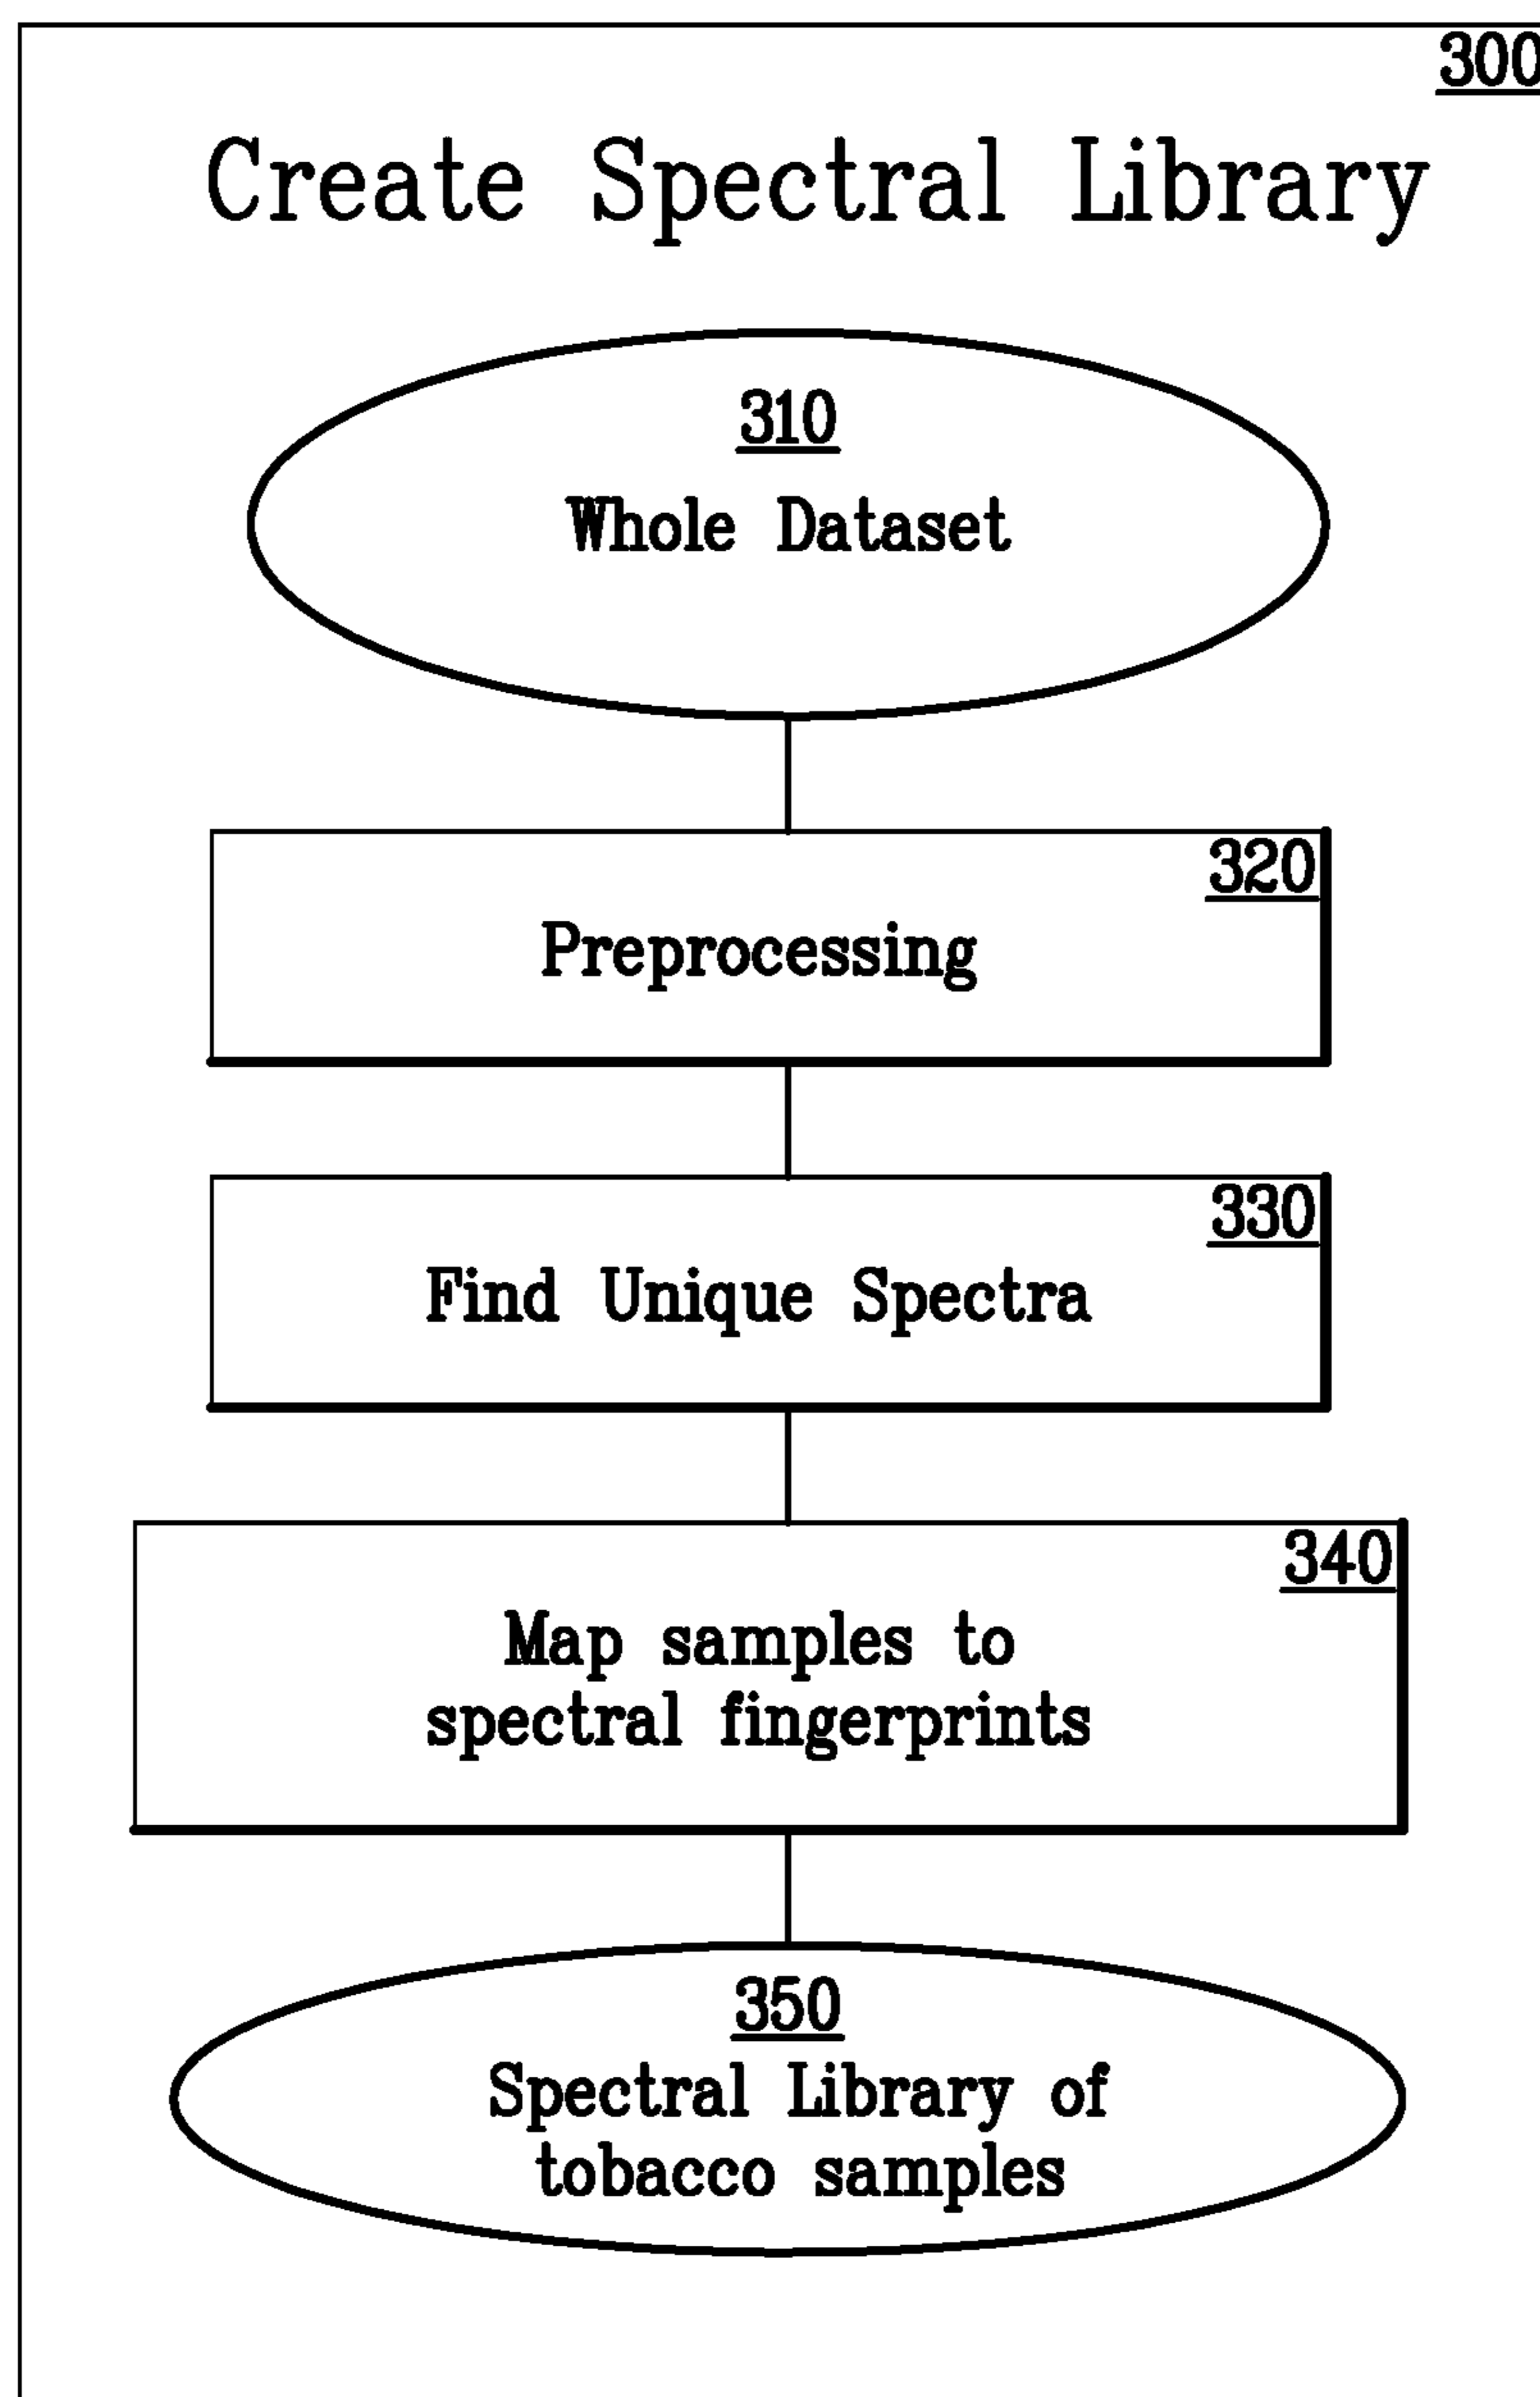 300
Create Spectral Library
310
Whole Dataset
320
Preprocessing
330
Find Unique Spectra
340
Map samples to
spectral fingerprints
350
Spectral Library of
tobacco samples